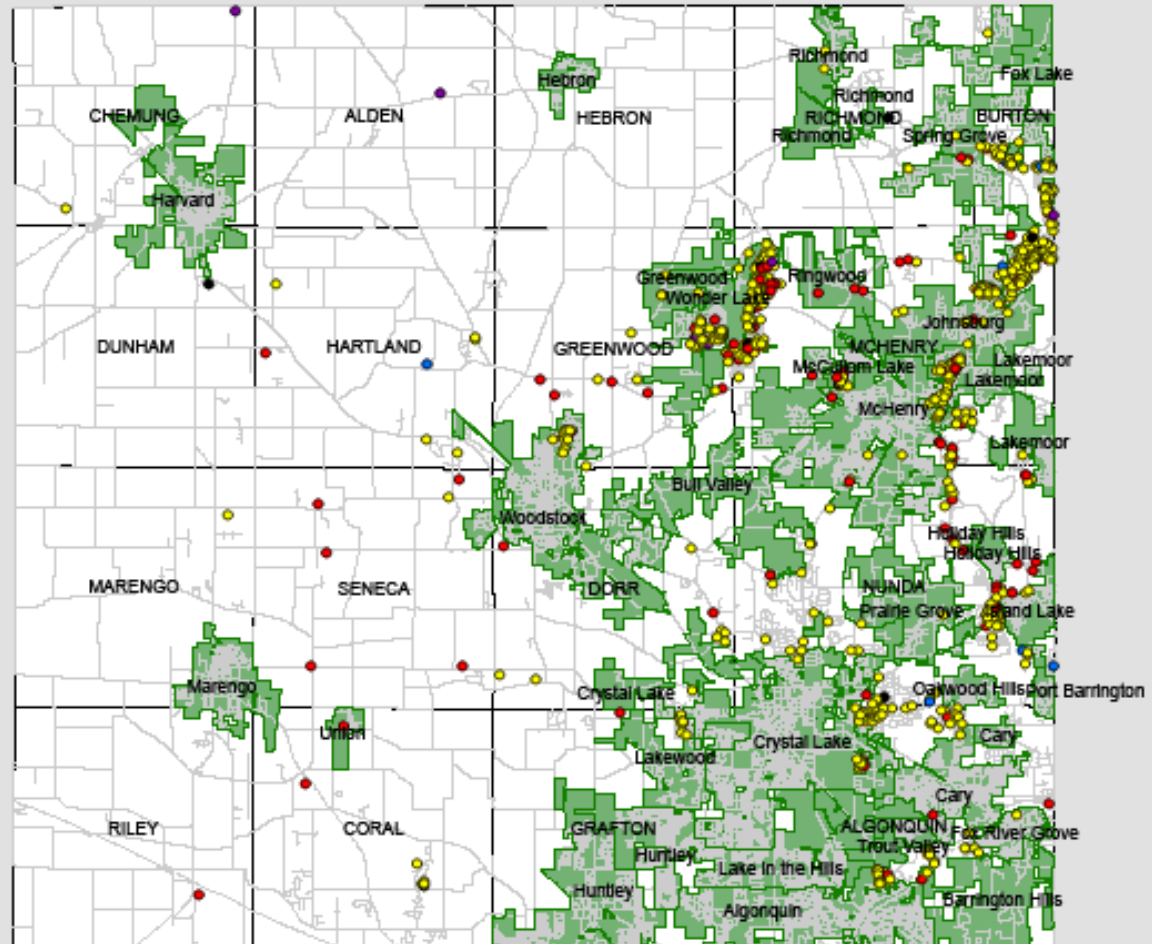 Richmond
Fox Lake
Hebron
Richmond
CHEMUNG
ALDEN
HEBRON
RICHMOND
BURTON
Richmond
Spring Grove
Harvard
Greenwood
Ringwood
Wonder Lake
Johnsburg
DUNHAM
HARTLAND
GREENWOOD
MCHENRY
Lakemoor
McCullom Lake
Lakemoor
McHenry
Lakemoor
Bull Valley
Woodstock
Holiday Hills
Holiday Hills
MARENGO
SENECA
DORR
NUNDA
Prairie Grove
Island Lake
Marengo
Crystal Lake
Oakwood Hills
Port Barrington
Union
Crystal Lake
Cary
Lakewood
Cary
RILEY
CORAL
GRAFTON
ALGONQUIN
Fox River Grove
Trout Valley
Huntley
Lake in the Hills
Huntley
Barrington Hills
Algonquin